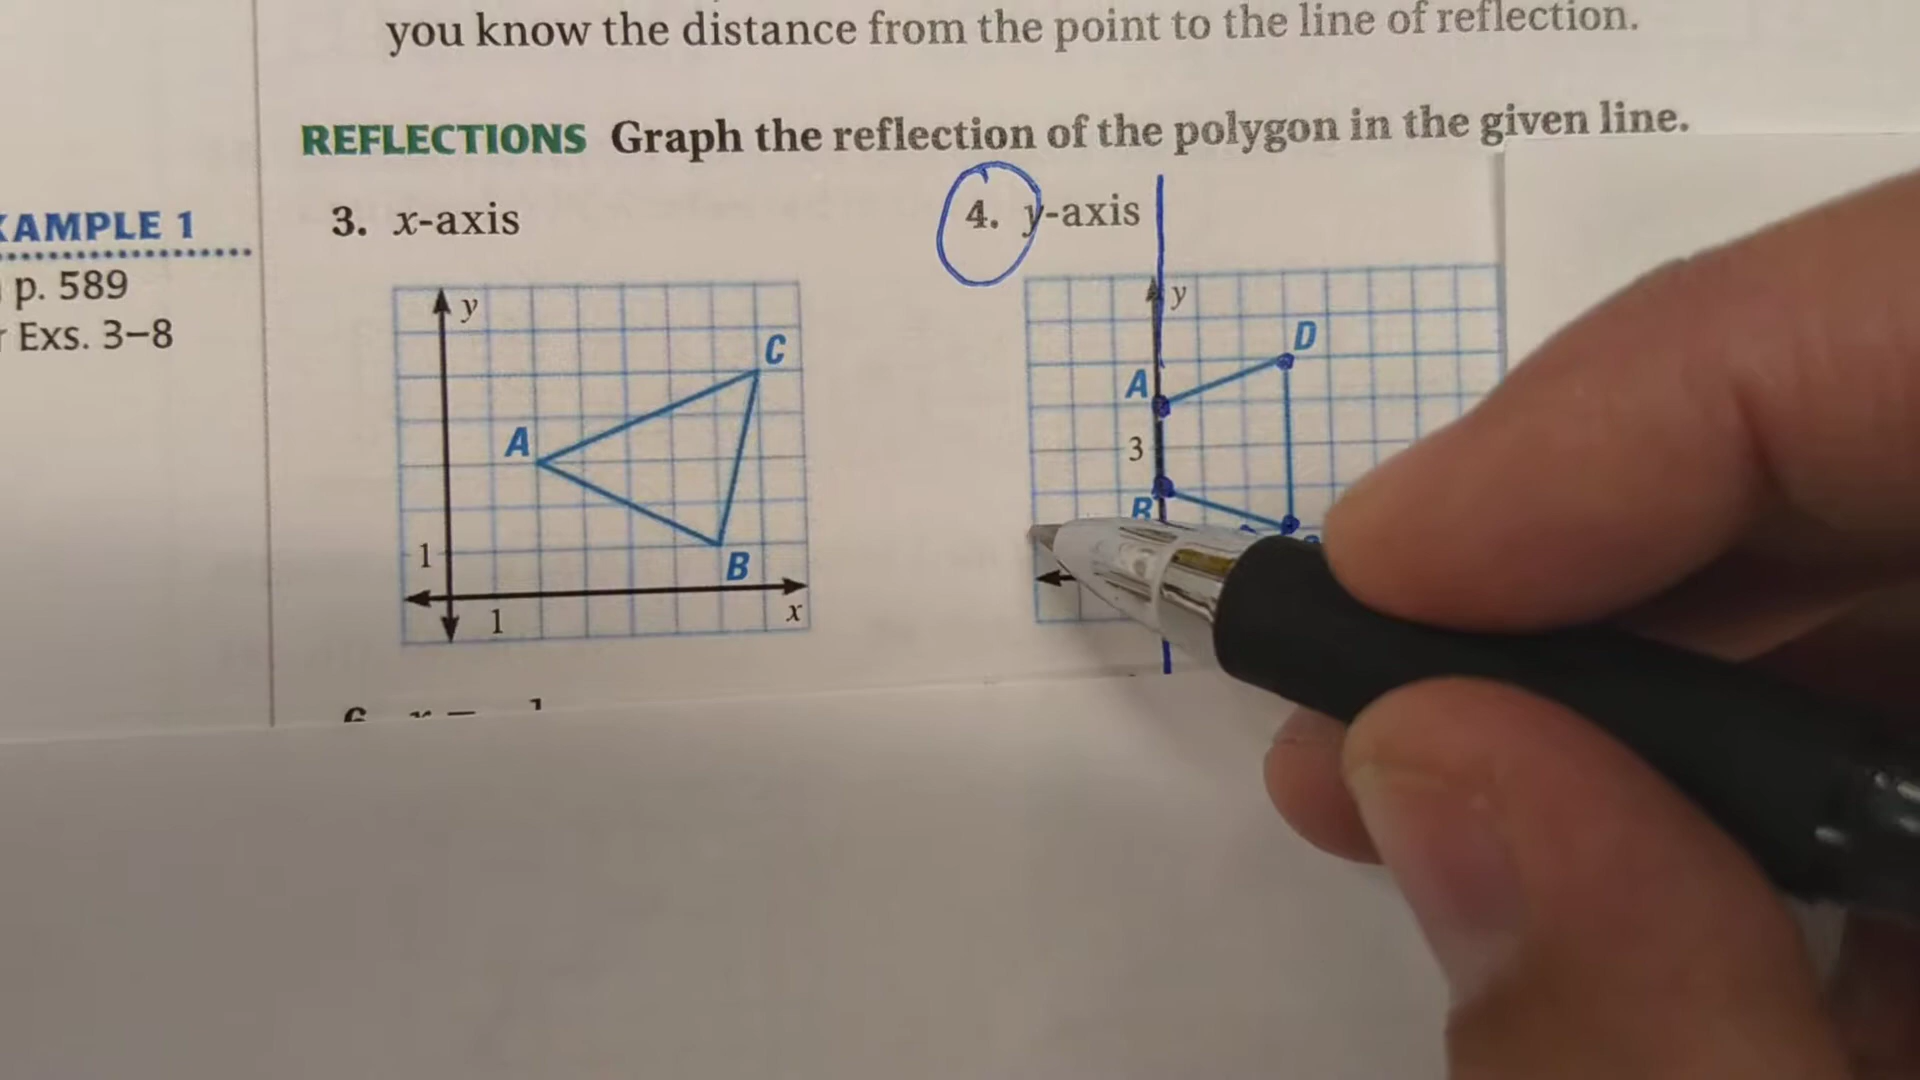 you know the distance from the point to the line of reflection.
REFLECTIONS Graph the reflection of the polygon in the given line.
AMPLE 1
p. 589
Exs. 3–8
3. x-axis
y
C
A
B
1
1
x
4. y-axis
y
D
A
3
B